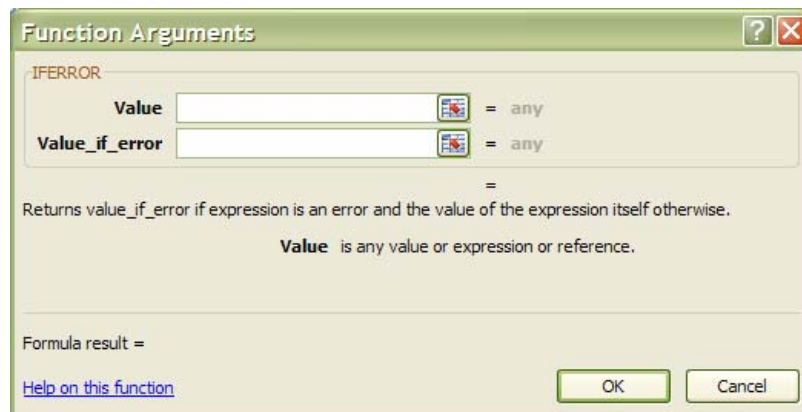 Function Arguments
IFERROR
Value = any
Value_if_error = any
=
Returns value_if_error if expression is an error and the value of the expression itself otherwise.
Value is any value or expression or reference.
Formula result =
Help on this function OK Cancel